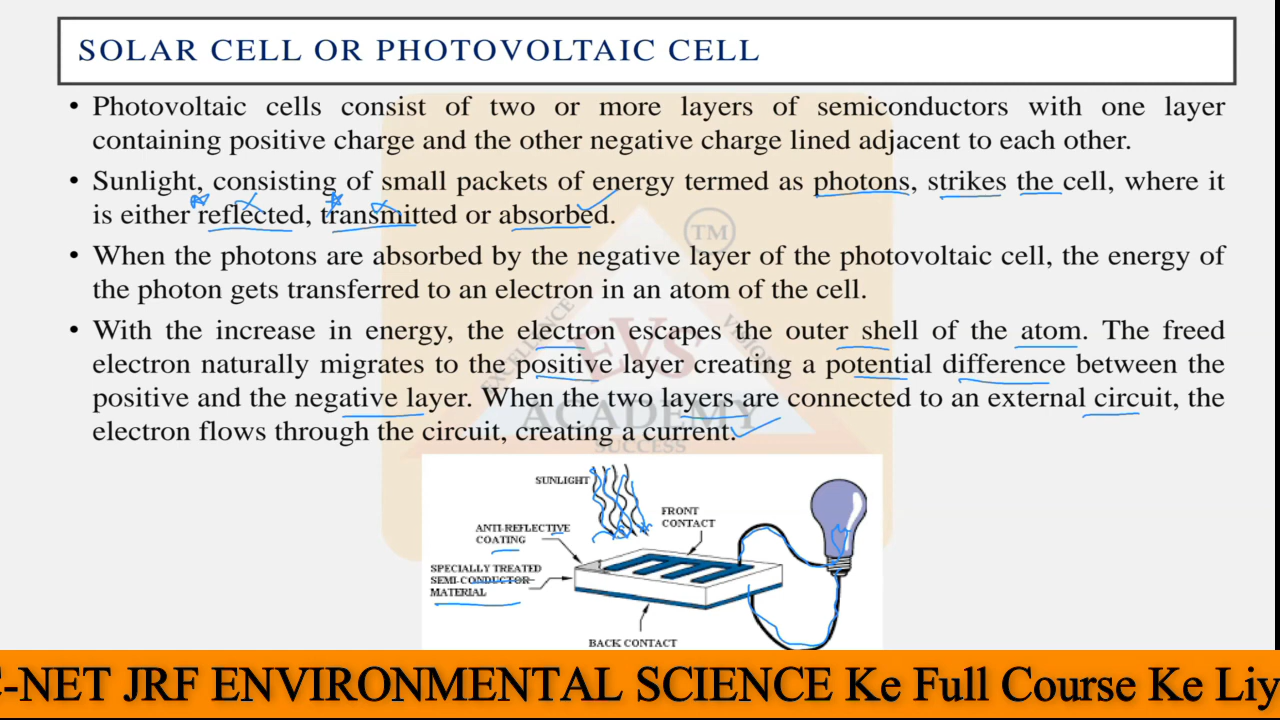 SOLAR CELL OR PHOTOVOLTAIC CELL
• Photovoltaic cells consist of two or more layers of semiconductors with one layer
containing positive charge and the other negative charge lined adjacent to each other.
• Sunlight, consisting of small packets of energy termed as photons, strikes the cell, where it
is either reflected, transmitted or absorbed.
TM
• When the photons are absorbed by the negative layer of the photovoltaic cell, the energy of
the photon gets transferred to an electron in an atom of the cell.
• With the increase in energy, the electron escapes the outer shell of the atom. The freed
electron naturally migrates to the positive layer creating a potential difference between the
positive and the negative layer. When the two layers are connected to an external circuit, the
electron flows through the circuit, creating a current.
EXCELLENCE
VISION
EVS
ACADEMY
SUCCESS
SUNLIGHT
FRONT
CONTACT
ANTI-REFLECTIVE
COATING
SPECIALLY TREATED
SEMI-CONDUCTOR
MATERIAL
BACK CONTACT
-NET JRF ENVIRONMENTAL SCIENCE Ke Full Course Ke Liy